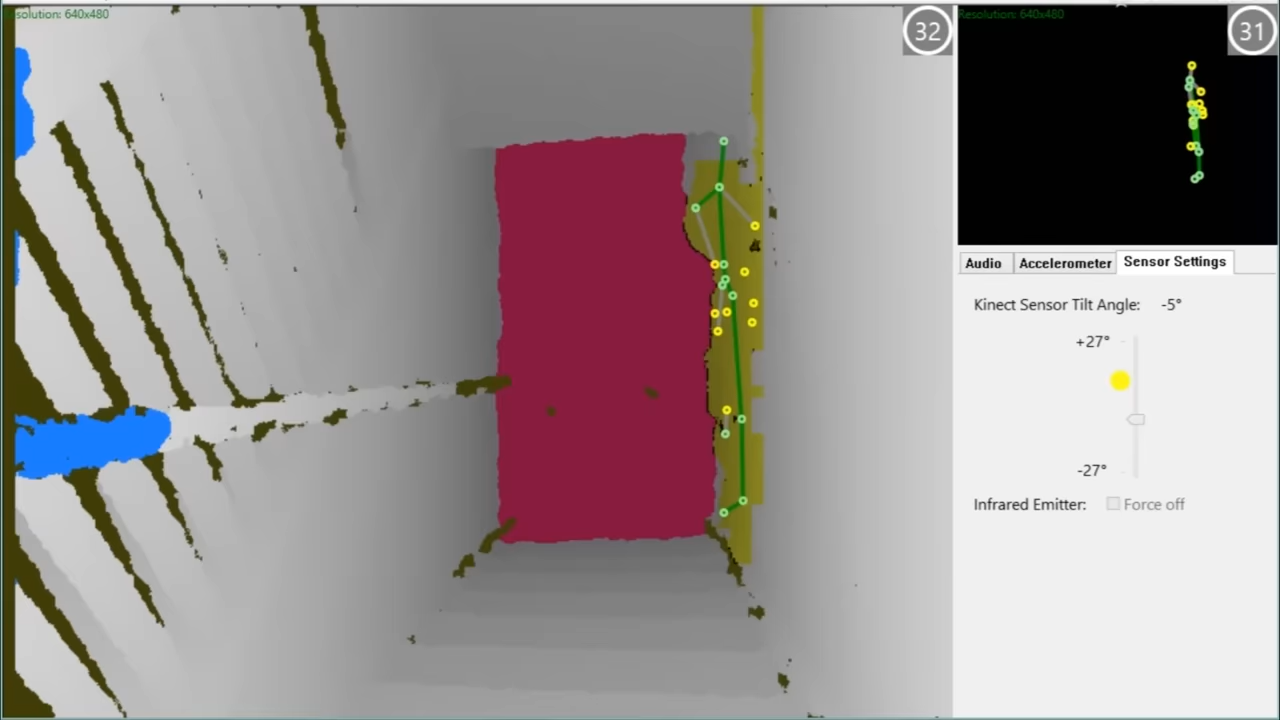 Resolution: 640x480
32
Resolution: 640x480
31
Audio
Accelerometer
Sensor Settings
Kinect Sensor Tilt Angle: -5°
+27°
-27°
Infrared Emitter: Force off